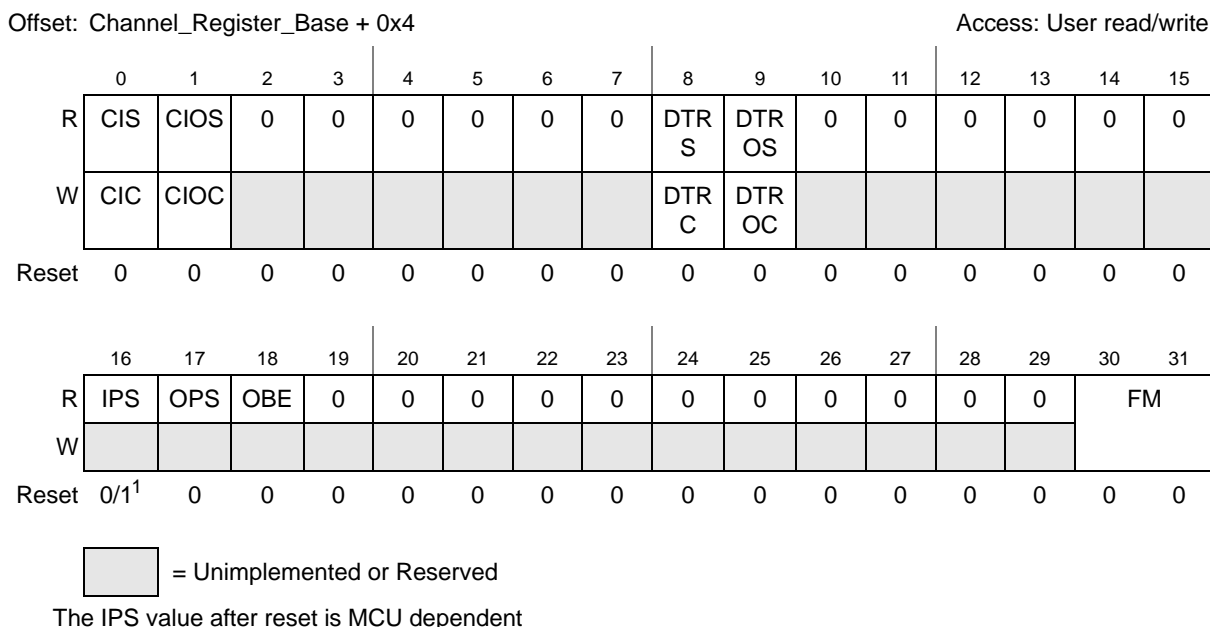 Offset: Channel_Register_Base + 0x4 Access: User read/write
0 1 2 3 4 5 6 7 8 9 10 11 12 13 14 15
R CIS CIOS 0 0 0 0 0 0 DTR DTR 0 0 0 0 0 0
S OS
W CIC CIOC DTR DTR
C OC
Reset 0 0 0 0 0 0 0 0 0 0 0 0 0 0 0 0
16 17 18 19 20 21 22 23 24 25 26 27 28 29 30 31
R IPS OPS OBE 0 0 0 0 0 0 0 0 0 0 0 FM
W
Reset 0/1¹ 0 0 0 0 0 0 0 0 0 0 0 0 0 0 0
= Unimplemented or Reserved
The IPS value after reset is MCU dependent